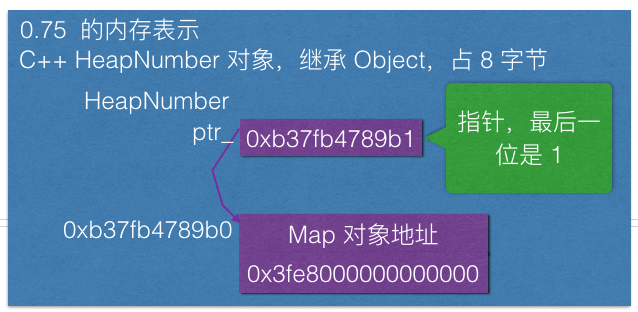 0.75 的内存表示
C++ HeapNumber 对象，继承 Object，占 8 字节
HeapNumber
ptr_
0xb37fb4789b1
指针，最后一
位是 1
0xb37fb4789b0
Map 对象地址
0x3fe8000000000000